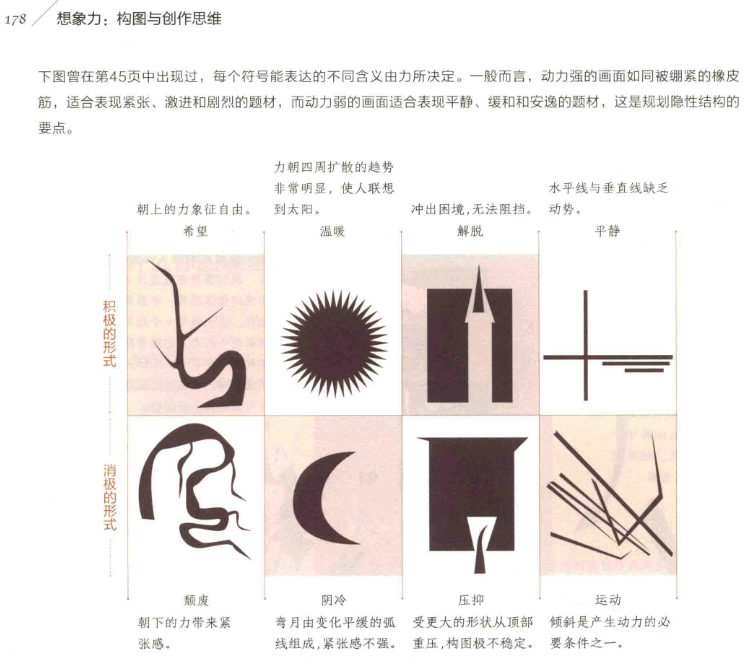 178 想象力：构图与创作思维
下图曾在第45页中出现过，每个符号能表达的不同含义由力所决定。一般而言，动力强的画面如同被绷紧的橡皮
筋，适合表现紧张、激进和剧烈的题材，而动力弱的画面适合表现平静、缓和和安逸的题材，这是规划隐性结构的
要点。
朝上的力象征自由。
希望
力朝四周扩散的趋势
非常明显，使人联想
到太阳。
温暖
冲出困境,无法阻挡。
解脱
水平线与垂直线缺乏
动势。
平静
积极的形式
消极的形式
颓废
朝下的力带来紧
张感。
阴冷
弯月由变化平缓的弧
线组成,紧张感不强。
压抑
受更大的形状从顶部
重压,构图极不稳定。
运动
倾斜是产生动力的必
要条件之一。